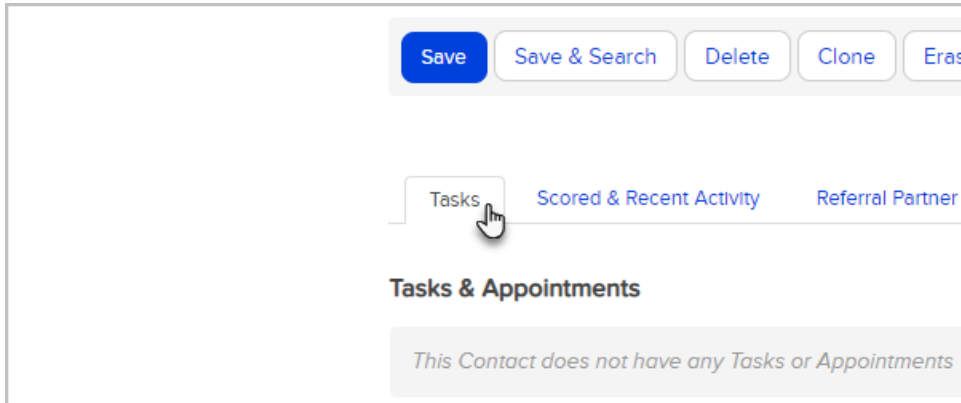 Save Save & Search Delete Clone Eras
Tasks Scored & Recent Activity Referral Partner
Tasks & Appointments
This Contact does not have any Tasks or Appointments